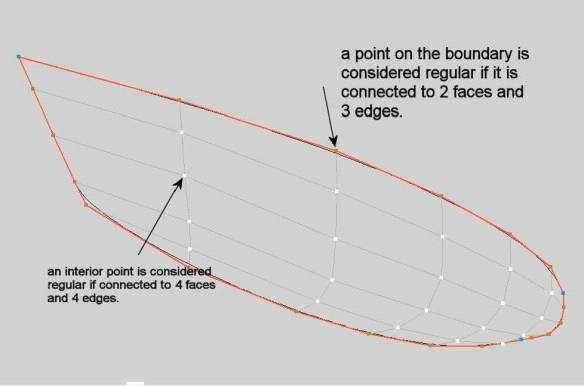 a point on the boundary is
considered regular if it is
connected to 2 faces and
3 edges.
an interior point is considered
regular if connected to 4 faces
and 4 edges.